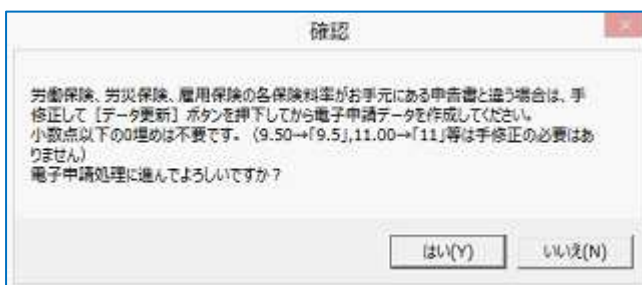 確認
労働保険、労災保険、雇用保険の各保険料率がお手元にある申告書と違う場合は、手
修正して［データ更新］ボタンを押下してから電子申請データを作成してください。
小数点以下の0埋めは不要です。（9.50→「9.5」,11.00→「11」等は手修正の必要はあ
りません）
電子申請処理に進んでよろしいですか？
はい(Y)
いいえ(N)